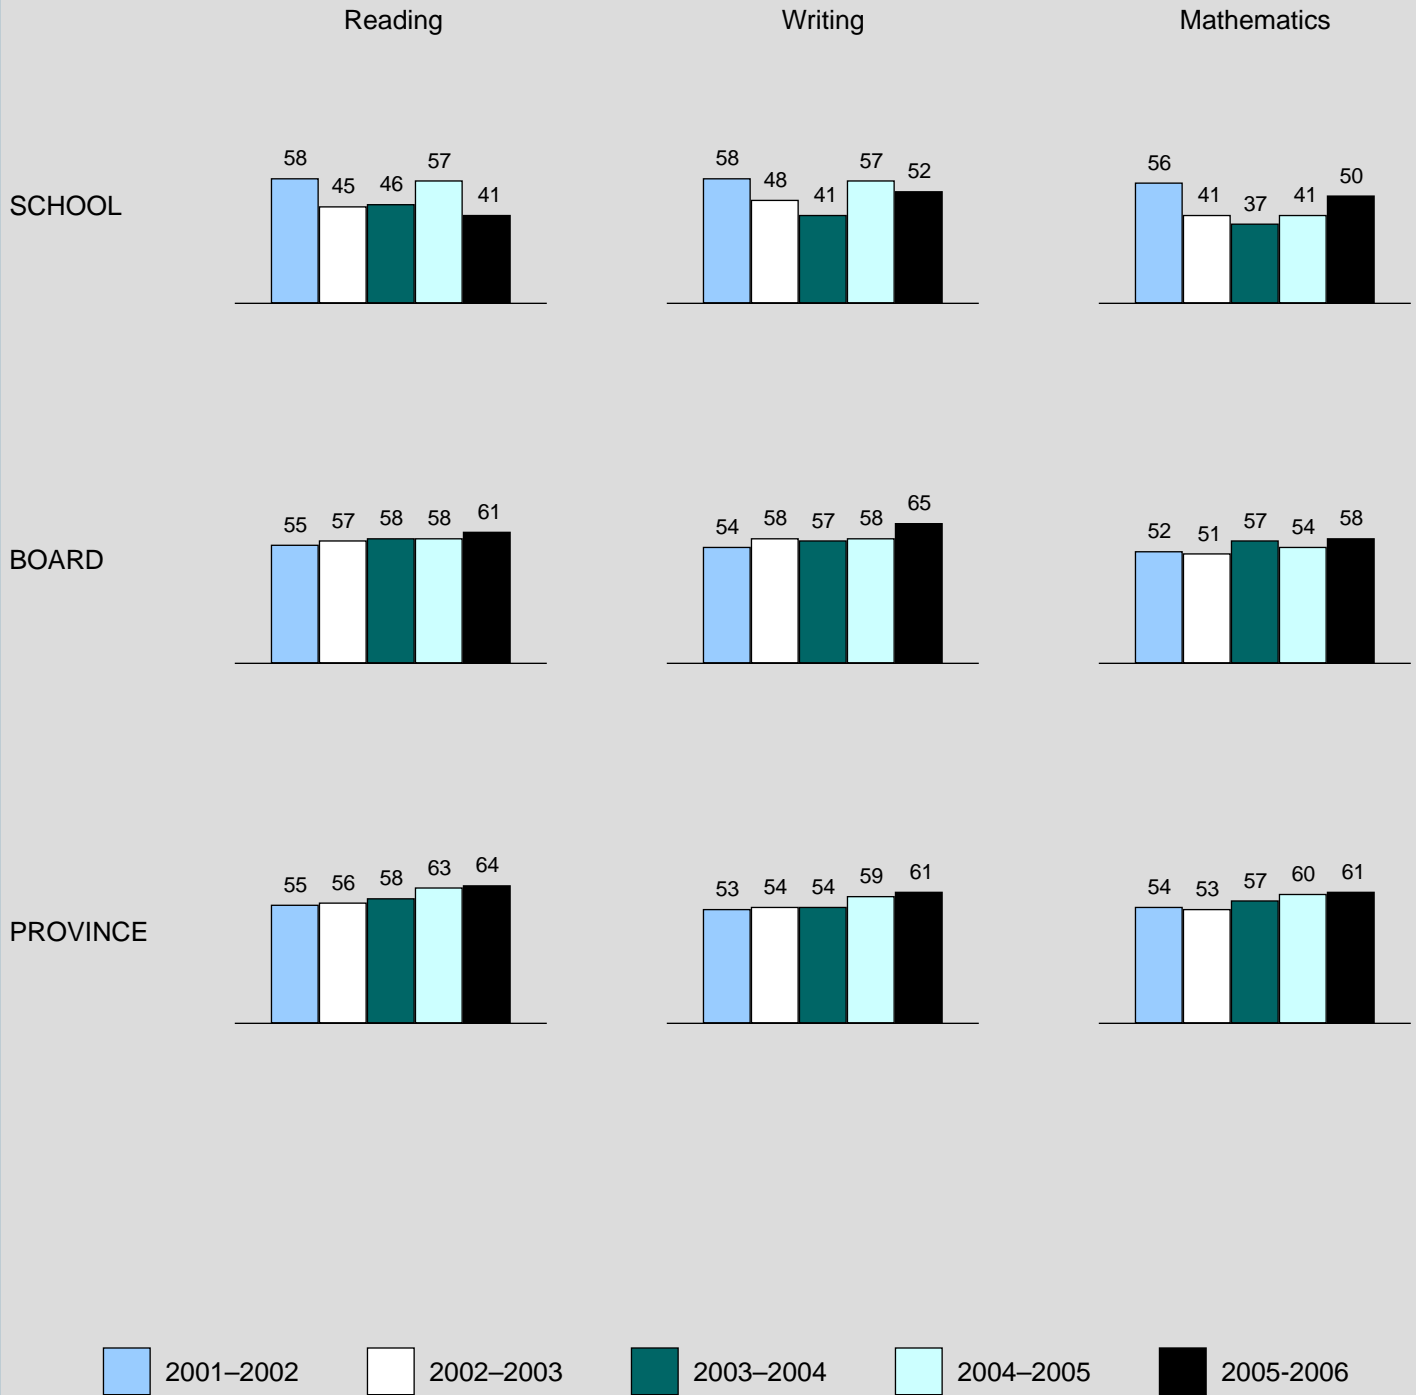 Reading Writing Mathematics
SCHOOL
58 45 46 57 41
58 48 41 57 52
56 41 37 41 50
BOARD
55 57 58 58 61
54 58 57 58 65
52 51 57 54 58
PROVINCE
55 56 58 63 64
53 54 54 59 61
54 53 57 60 61
2001–2002 2002–2003 2003–2004 2004–2005 2005-2006